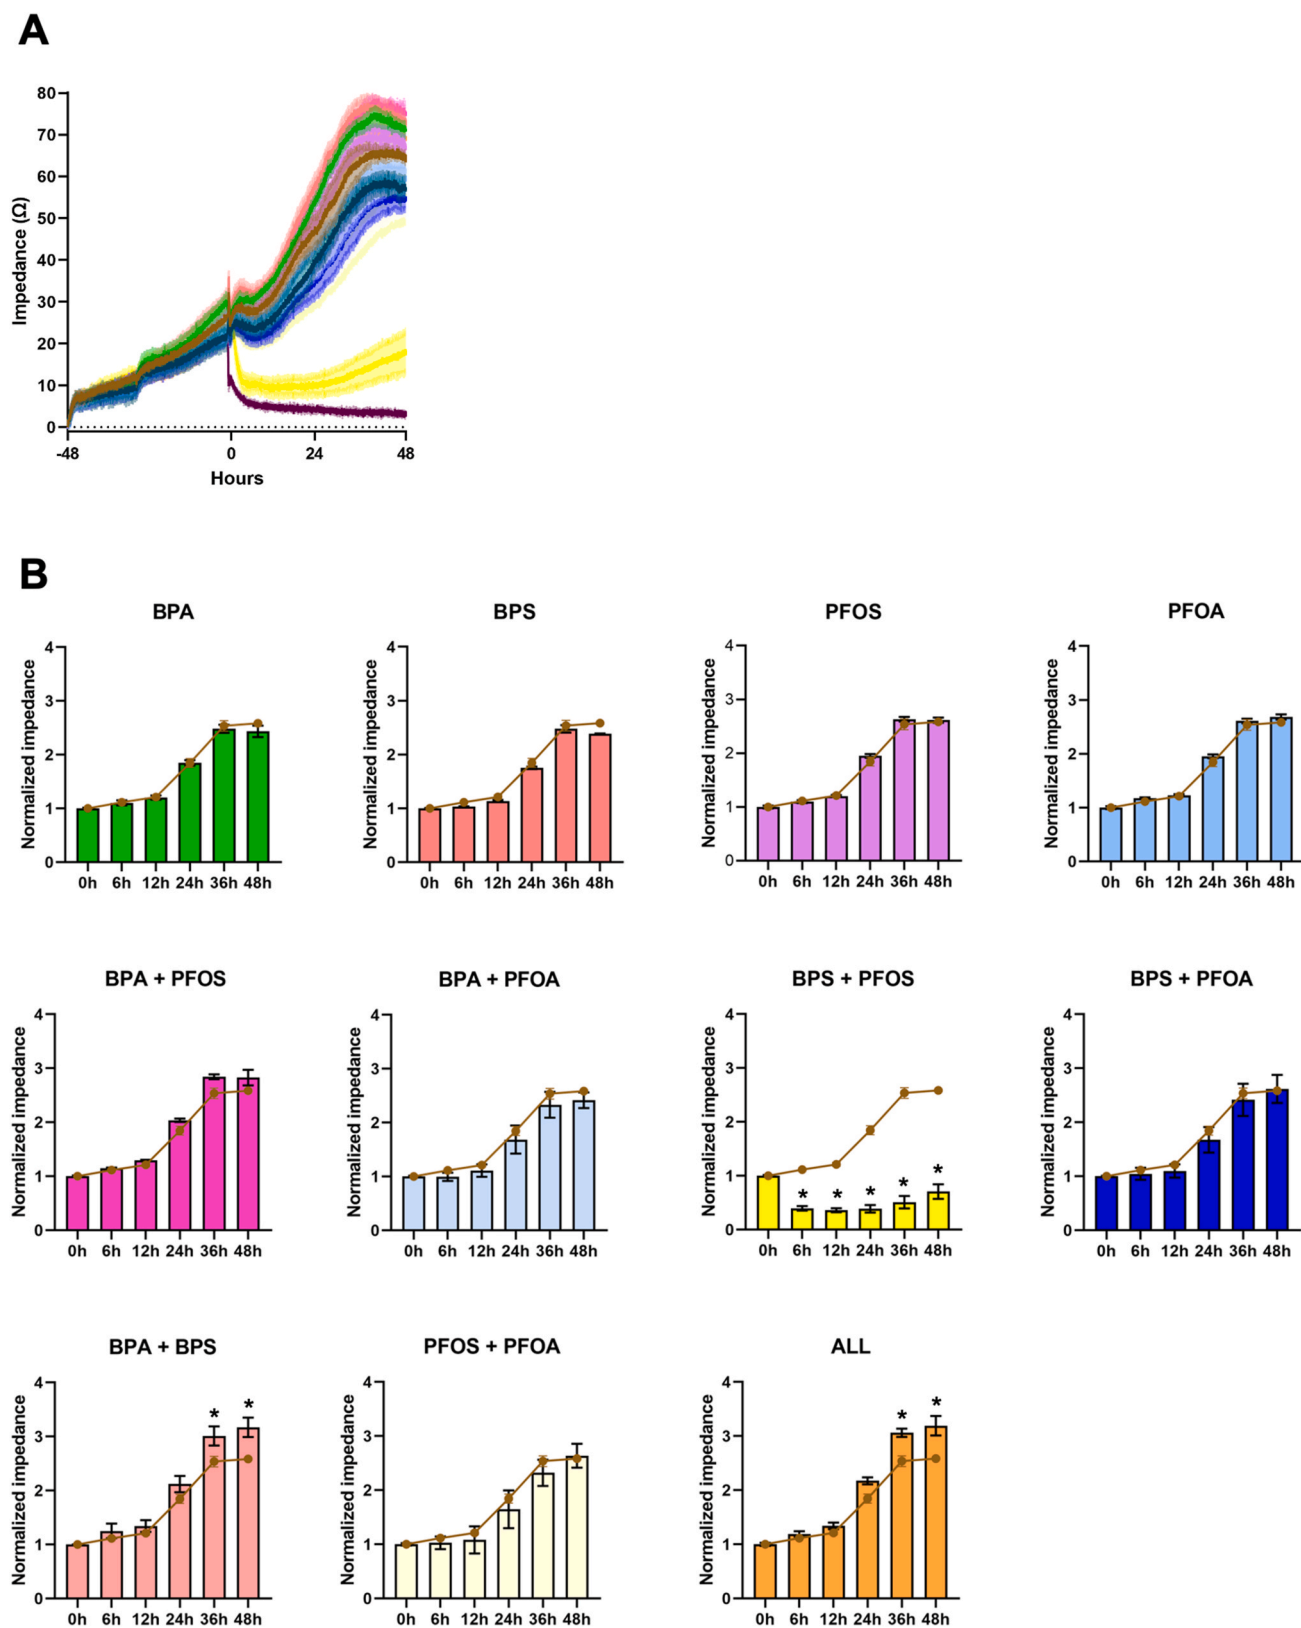 A
Impedance (Ω)
80
70
60
50
40
30
20
10
0
-48 0 24 48
Hours
B
BPA BPS PFOS PFOA
Normalized impedance Normalized impedance Normalized impedance Normalized impedance
4 4 4 4
3 3 3 3
2 2 2 2
1 1 1 1
0 0 0 0
0h 6h 12h 24h 36h 48h 0h 6h 12h 24h 36h 48h 0h 6h 12h 24h 36h 48h 0h 6h 12h 24h 36h 48h
BPA + PFOS BPA + PFOA BPS + PFOS BPS + PFOA
Normalized impedance Normalized impedance Normalized impedance Normalized impedance
4 4 4 4
3 3 3 3
2 2 2 2
1 1 1 1
* * * * *
0 0 0 0
0h 6h 12h 24h 36h 48h 0h 6h 12h 24h 36h 48h 0h 6h 12h 24h 36h 48h 0h 6h 12h 24h 36h 48h
BPA + BPS PFOS + PFOA ALL
Normalized impedance Normalized impedance Normalized impedance
4 4 4
* * * *
3 3 3
2 2 2
1 1 1
0 0 0
0h 6h 12h 24h 36h 48h 0h 6h 12h 24h 36h 48h 0h 6h 12h 24h 36h 48h